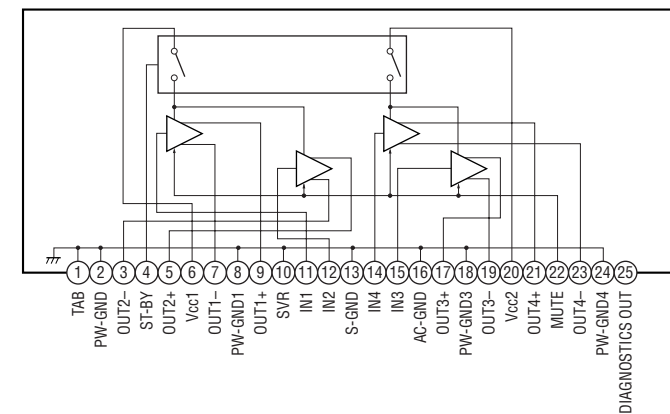 1 2 3 4 5 6 7 8 9 10 11 12 13 14 15 16 17 18 19 20 21 22 23 24 25
TAB
PW-GND
OUT2–
ST-BY
OUT2+
Vcc1
OUT1–
PW-GND1
OUT1+
SVR
IN1
IN2
S-GND
IN4
IN3
AC-GND
OUT3+
PW-GND3
OUT3–
Vcc2
OUT4+
MUTE
OUT4–
PW-GND4
DIAGNOSTICS OUT